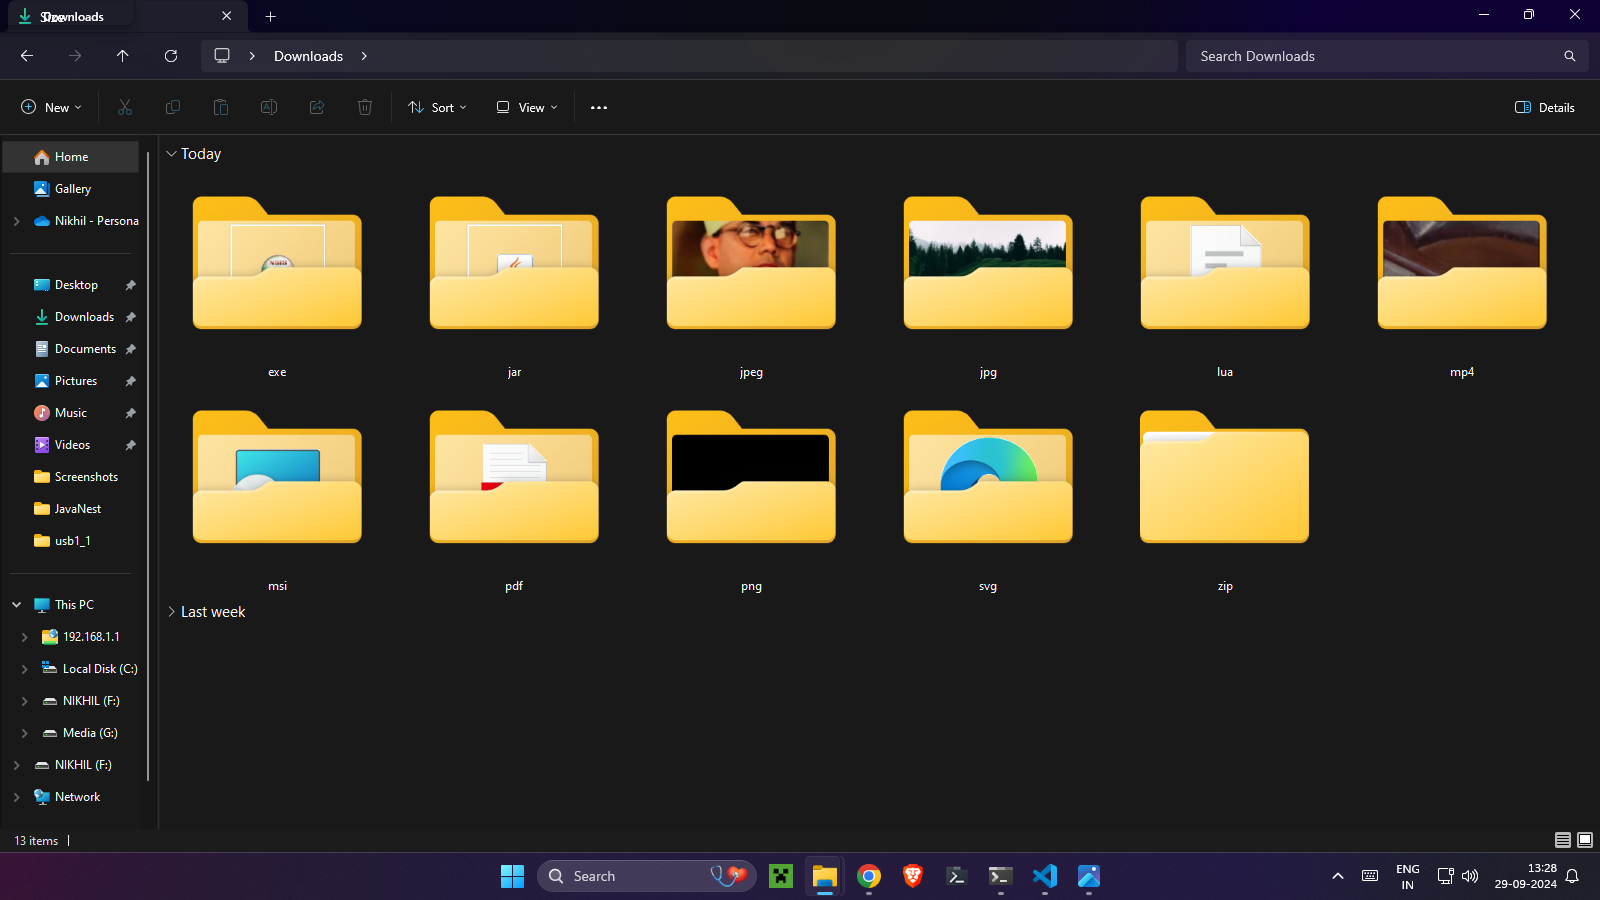 Downloads
Downloads
Search Downloads
New
Sort
View
Details
Home
Gallery
Nikhil - Persona
Desktop
Downloads
Documents
Pictures
Music
Videos
Screenshots
JavaNest
usb1_1
This PC
192.168.1.1
Local Disk (C:)
NIKHIL (F:)
Media (G:)
NIKHIL (F:)
Network
Today
exe
jar
jpeg
jpg
lua
mp4
msi
pdf
png
svg
zip
Last week
13 items
Search
ENG
IN
13:28
29-09-2024